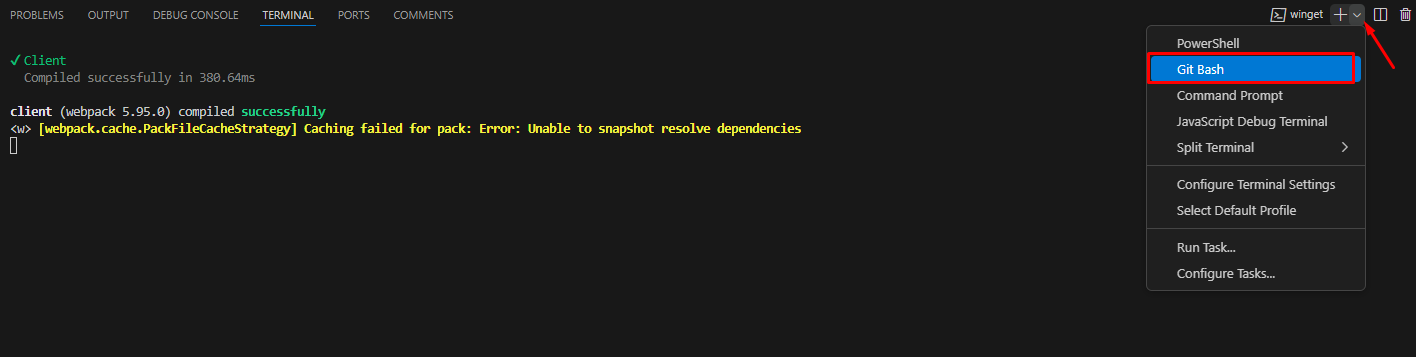 PROBLEMS OUTPUT DEBUG CONSOLE TERMINAL PORTS COMMENTS winget
✓ Client
Compiled successfully in 380.64ms
client (webpack 5.95.0) compiled successfully
<w> [webpack.cache.PackFileCacheStrategy] Caching failed for pack: Error: Unable to snapshot resolve dependencies
PowerShell
Git Bash
Command Prompt
JavaScript Debug Terminal
Split Terminal
Configure Terminal Settings
Select Default Profile
Run Task...
Configure Tasks...